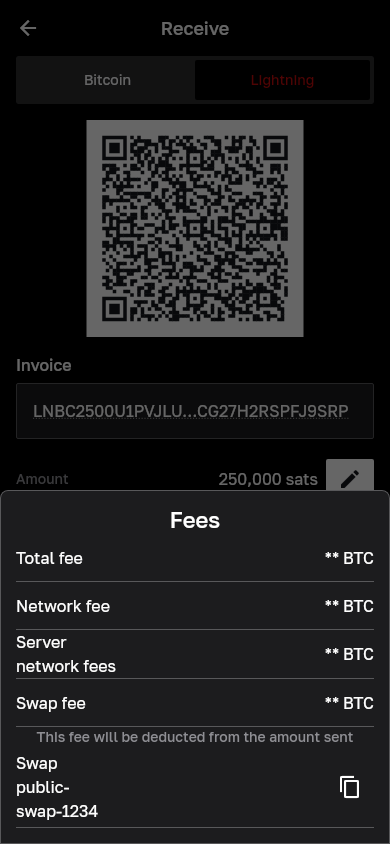 Receive
Bitcoin
Lightning
Invoice
LNBC2500U1PVJLU...CG27H2RSPFJ9SRP
Amount
250,000 sats
Fees
Total fee
** BTC
Network fee
** BTC
Server
network fees
** BTC
Swap fee
** BTC
This fee will be deducted from the amount sent
Swap
public-
swap-1234